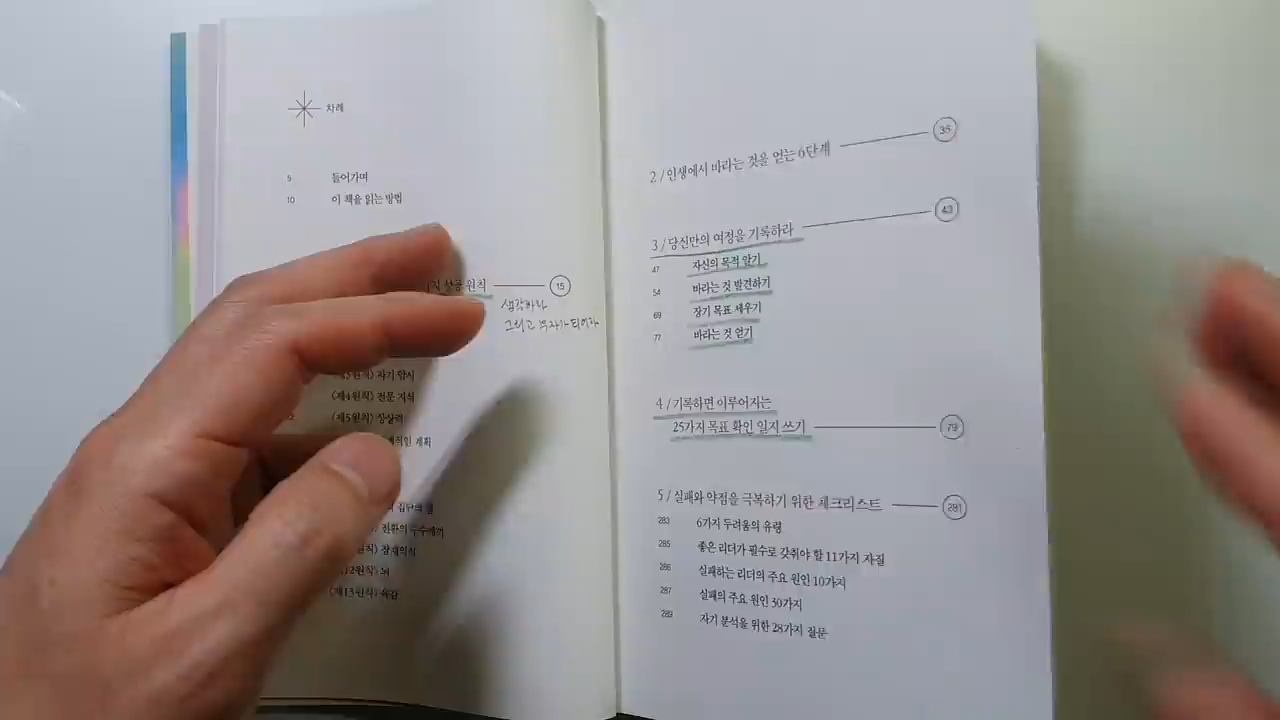 차례
5 들어가며
10 이 책을 읽는 방법
성공 원칙 15
생각하라
그리고 부자가 되어라
자기 암시
(제4원칙) 전문 지식
(제5원칙) 상상력
계획
전환의
잠재의식
뇌
(제13원칙) 육감
2 / 인생에서 바라는 것을 얻는 6단계 35
3 / 당신만의 여정을 기록하라 43
47 자신의 목적 알기
54 바라는 것 발견하기
69 장기 목표 세우기
77 바라는 것 얻기
4 / 기록하면 이루어지는
25가지 목표 확인 일지 쓰기 79
5 / 실패와 약점을 극복하기 위한 체크리스트 281
283 6가지 두려움의 유령
285 좋은 리더가 필수로 갖춰야 할 11가지 자질
286 실패하는 리더의 주요 원인 10가지
287 실패의 주요 원인 30가지
289 자기 분석을 위한 28가지 질문